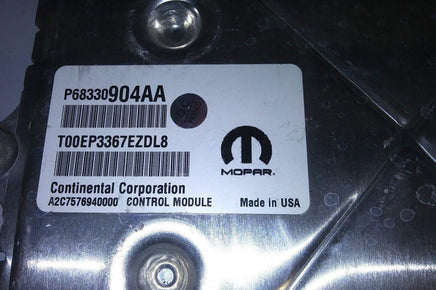 P68330904AA
T00EP3367EZDL8
MOPAR
Continental Corporation
A2C7576940000 CONTROL MODULE Made in USA